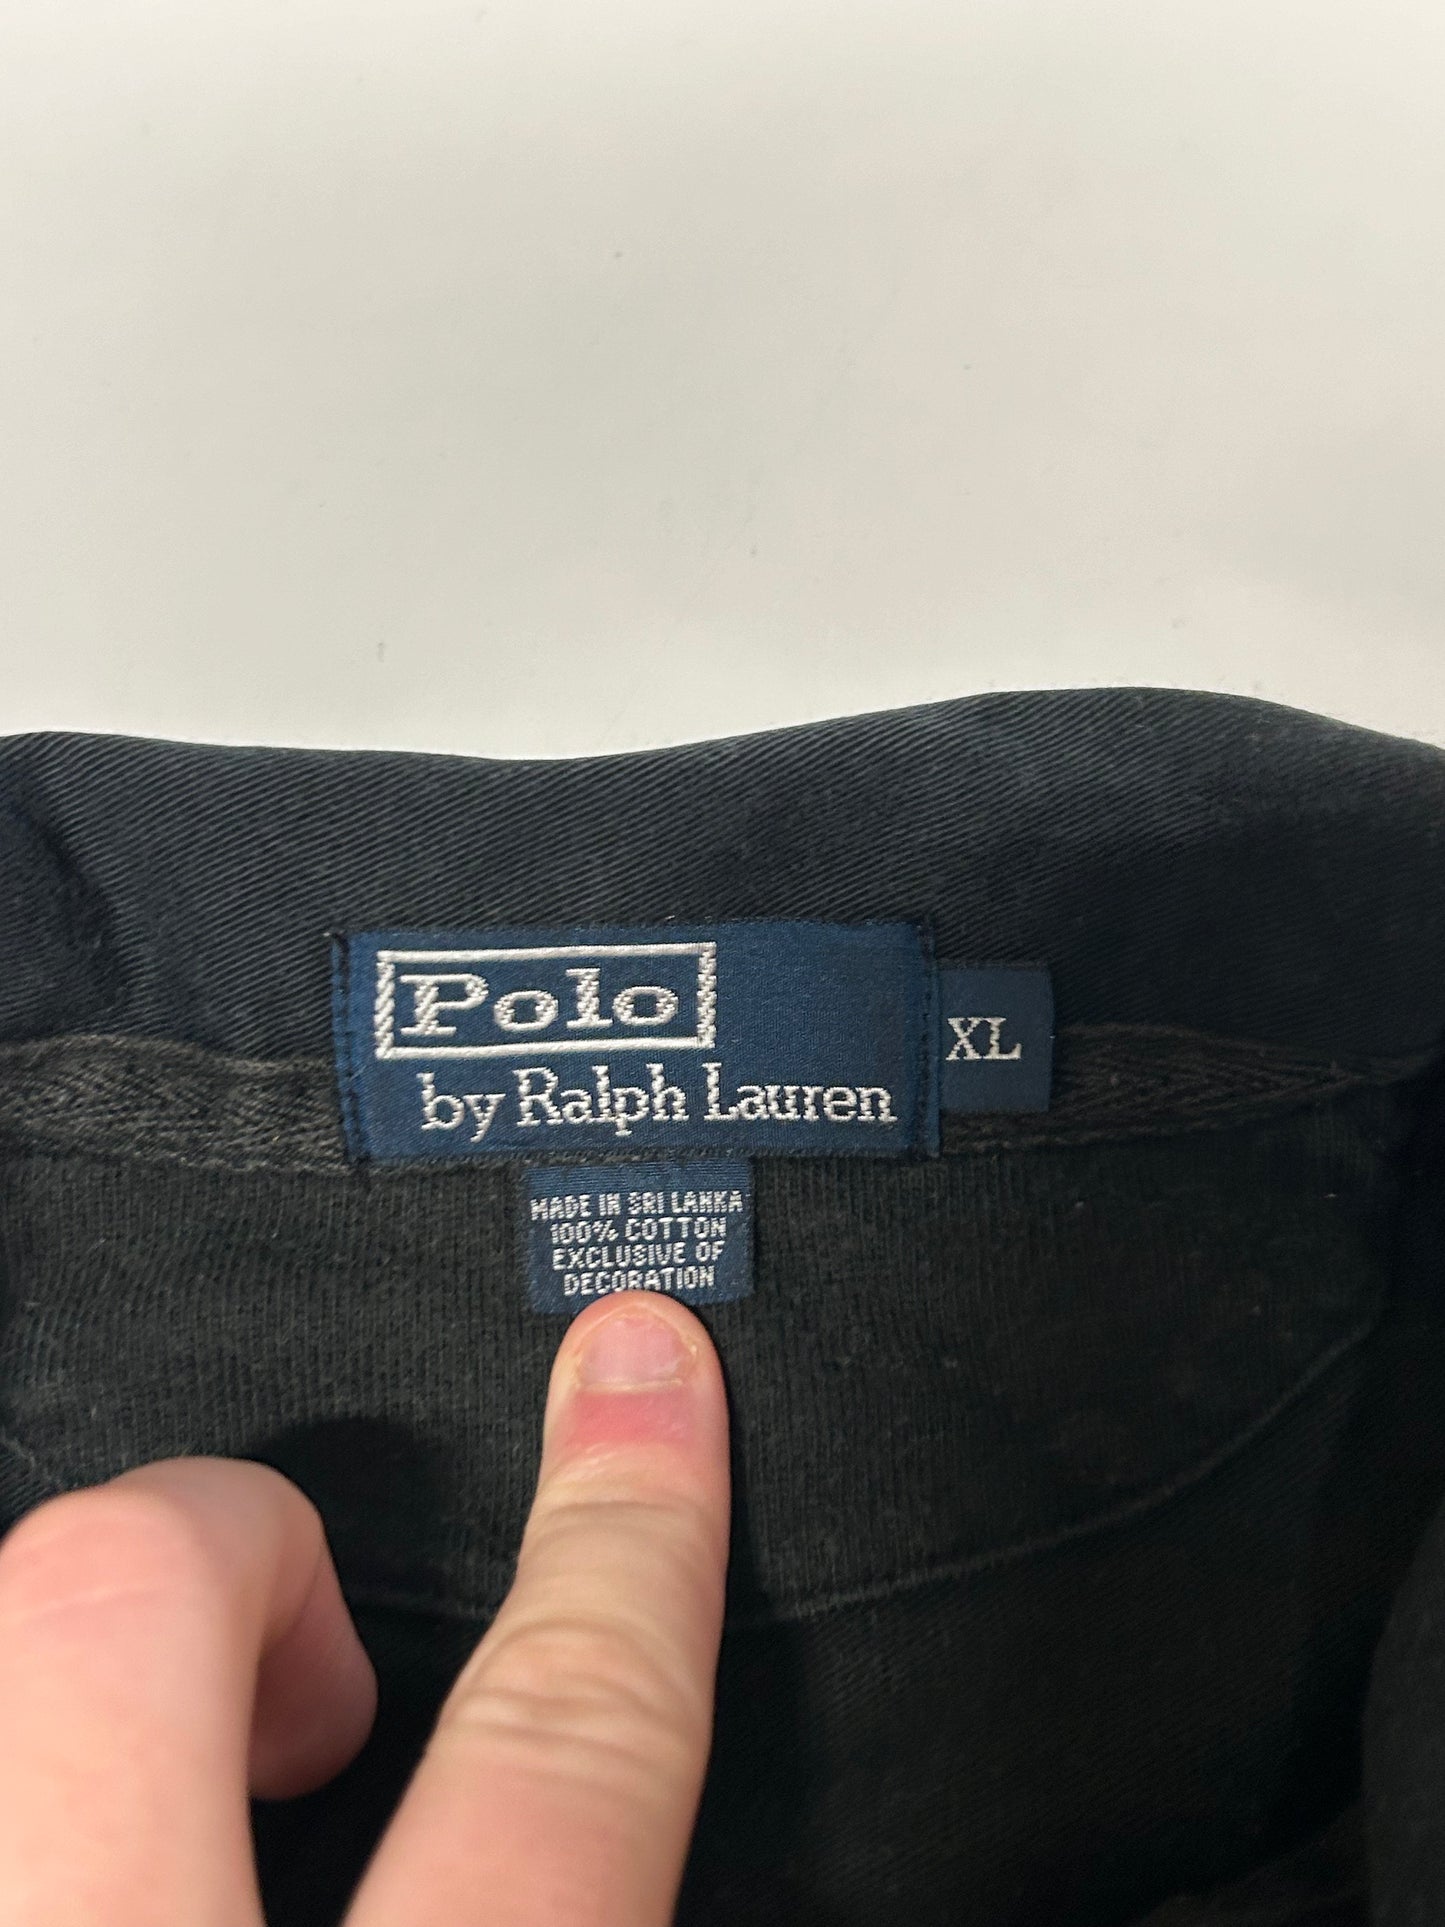 Polo
by Ralph Lauren
XL
MADE IN SRI LANKA
100% COTTON
EXCLUSIVE OF
DECORATION